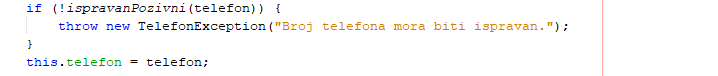 if (!ispravanPozivni(telefon)) {
throw new TelefonException("Broj telefona mora biti ispravan.");
}
this.telefon = telefon;